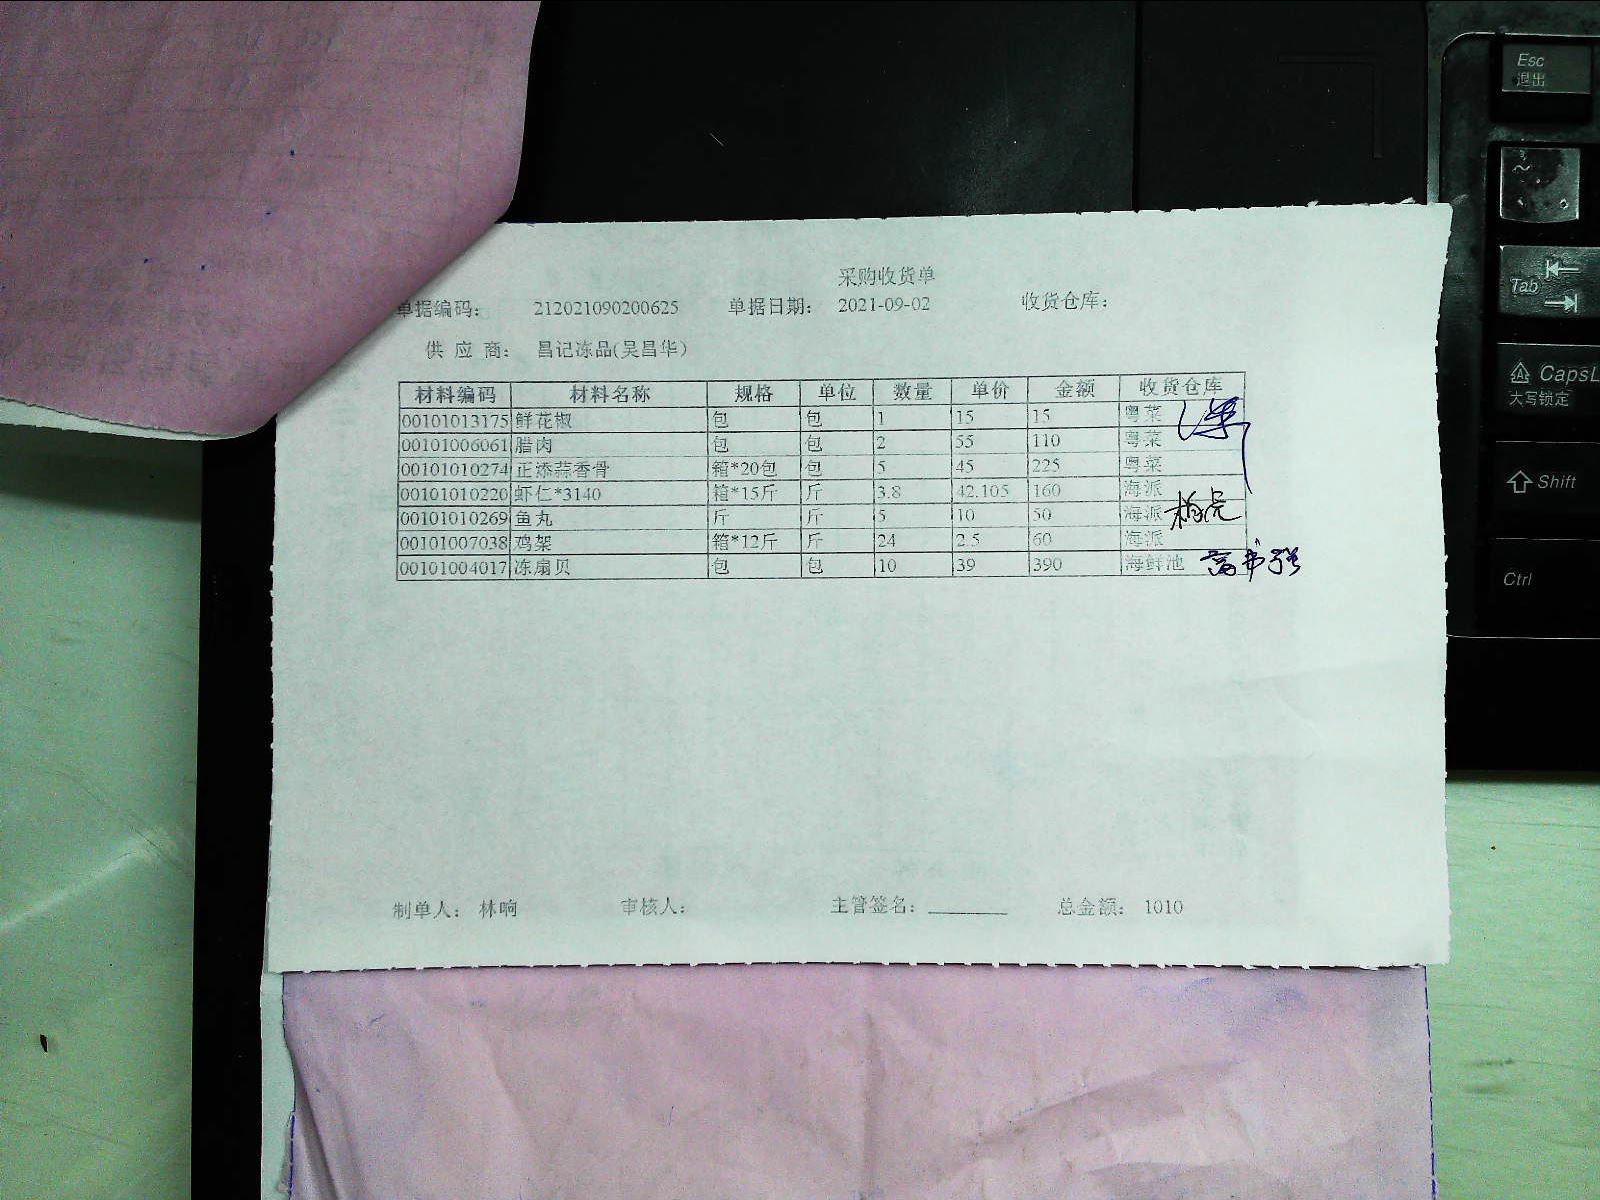 采购收货单
单据编码： 212021090200625 单据日期： 2021-09-02 收货仓库：
供 应 商： 昌记冻品(吴昌华)
材料编码 材料名称 规格 单位 数量 单价 金额 收货仓库
00101013175 鲜花椒 包 包 1 15 15 粤菜
00101006061 腊肉 包 包 2 55 110 粤菜
00101010274 正添蒜香骨 箱*20包 包 5 45 225 粤菜
00101010220 虾仁*3140 箱*15斤 斤 3.8 42.105 160 海派
00101010269 鱼丸 斤 斤 5 10 50 海派
00101007038 鸡架 箱*12斤 斤 24 2.5 60 海派
00101004017 冻扇贝 包 包 10 39 390 海鲜池
制单人： 林响 审核人： 主管签名： 总金额： 1010
Esc
退出
~
Tab
CapsL
大写锁定
Shift
Ctrl